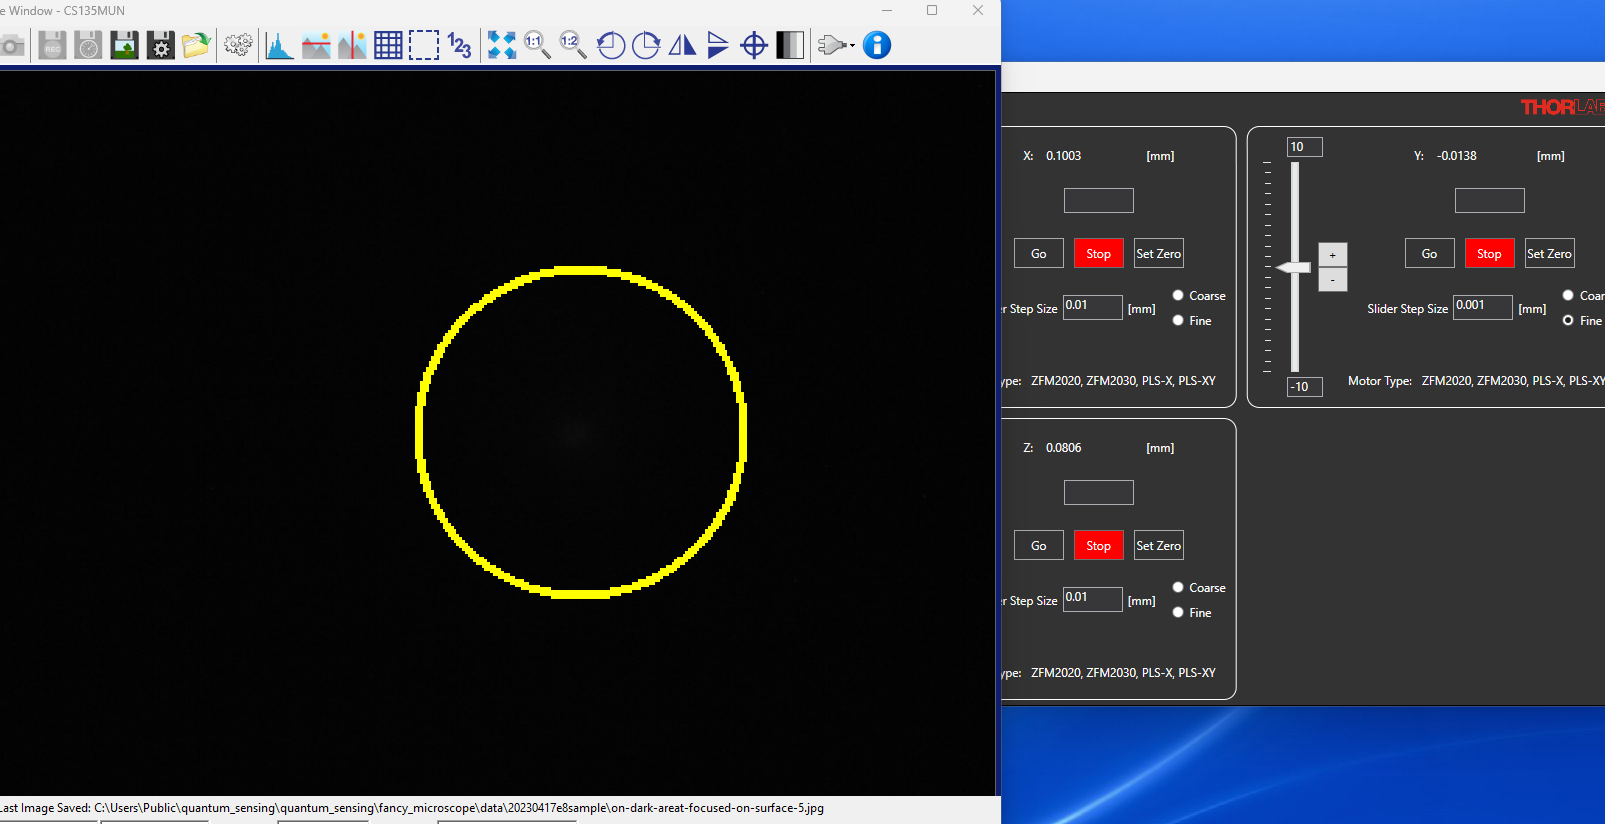 e Window - CS135MUN
REC
1:1
1:2
123
THORLAB
X: 0.1003 [mm]
Go Stop Set Zero
r Step Size 0.01 [mm]
Coarse
Fine
ype: ZFM2020, ZFM2030, PLS-X, PLS-XY
10
Y: -0.0138 [mm]
+
-
Go Stop Set Zero
Slider Step Size 0.001 [mm]
Coar
Fine
-10
Motor Type: ZFM2020, ZFM2030, PLS-X, PLS-XY
Z: 0.0806 [mm]
Go Stop Set Zero
r Step Size 0.01 [mm]
Coarse
Fine
ype: ZFM2020, ZFM2030, PLS-X, PLS-XY
Last Image Saved: C:\Users\Public\quantum_sensing\quantum_sensing\fancy_microscope\data\20230417e8sample\on-dark-areat-focused-on-surface-5.jpg